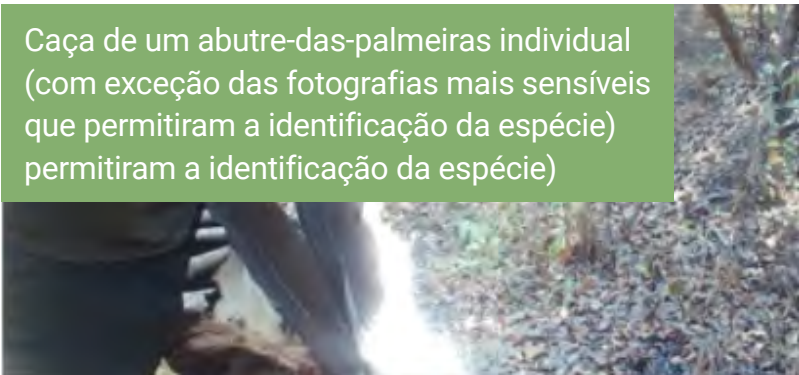 Caça de um abutre-das-palmeiras individual
(com exceção das fotografias mais sensíveis
que permitiram a identificação da espécie)
permitiram a identificação da espécie)